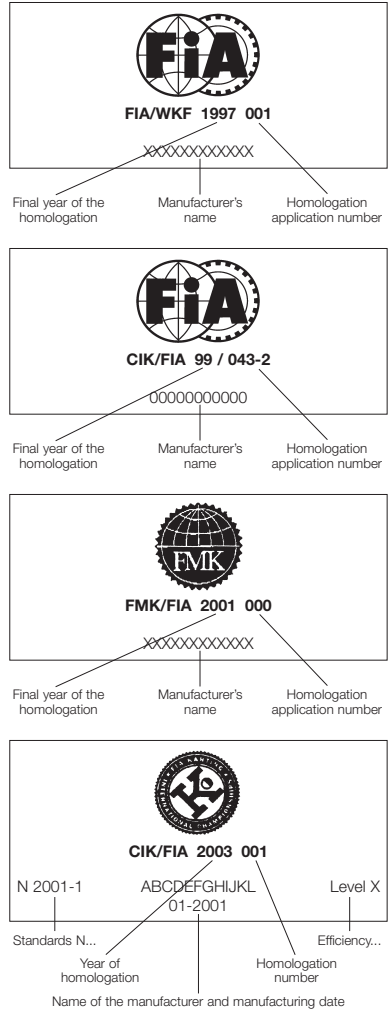 FiA
FIA/WKF 1997 001
XXXXXXXXXXXX
Final year of the homologation
Manufacturer's name
Homologation application number
FiA
CIK/FIA 99 / 043-2
00000000000
Final year of the homologation
Manufacturer's name
Homologation application number
FMK
FMK/FIA 2001 000
XXXXXXXXXXXX
Final year of the homologation
Manufacturer's name
Homologation application number
CIK/FIA 2003 001
N 2001-1 ABCDEFGHIJKL Level X
01-2001
Standards N... Efficiency...
Year of homologation
Homologation number
Name of the manufacturer and manufacturing date